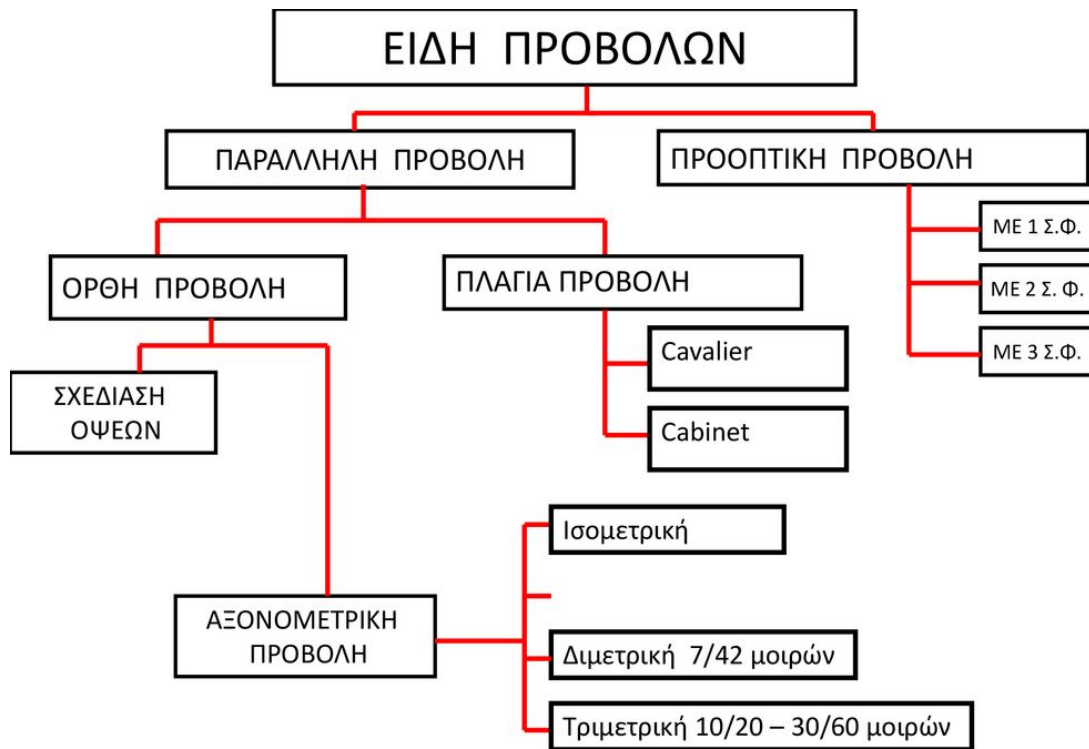 ΕΙΔΗ ΠΡΟΒΟΛΩΝ
ΠΑΡΑΛΛΗΛΗ ΠΡΟΒΟΛΗ
ΠΡΟΟΠΤΙΚΗ ΠΡΟΒΟΛΗ
ΜΕ 1 Σ.Φ.
ΜΕ 2 Σ. Φ.
ΜΕ 3 Σ.Φ.
ΟΡΘΗ ΠΡΟΒΟΛΗ
ΠΛΑΓΙΑ ΠΡΟΒΟΛΗ
Cavalier
Cabinet
ΣΧΕΔΙΑΣΗ
ΟΨΕΩΝ
ΑΞΟΝΟΜΕΤΡΙΚΗ
ΠΡΟΒΟΛΗ
Ισομετρική
Διμετρική 7/42 μοιρών
Τριμετρική 10/20 – 30/60 μοιρών